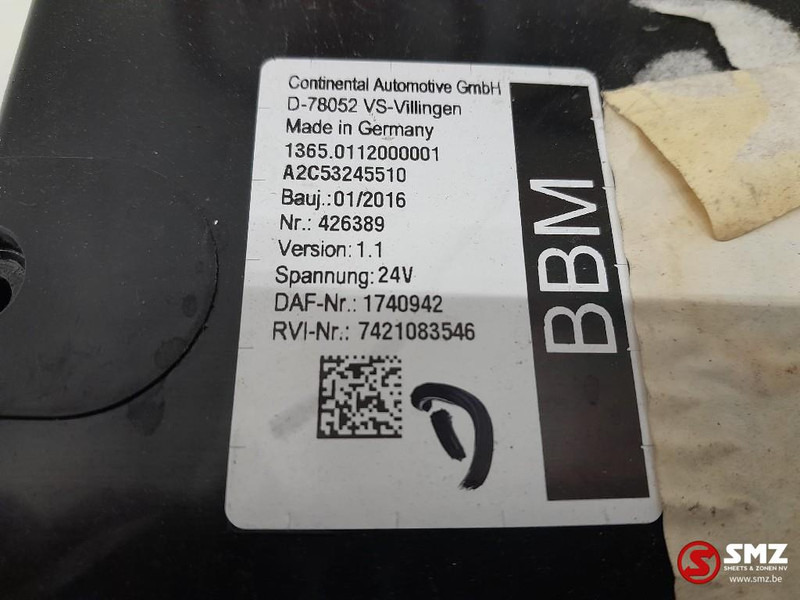 Continental Automotive GmbH
D-78052 VS-Villingen
Made in Germany
1365.0112000001
A2C53245510
Bauj.: 01/2016
Nr.: 426389
Version: 1.1
Spannung: 24V
DAF-Nr.: 1740942
RVI-Nr.: 7421083546
BBM
D
SMZ
SMEETS & ZONEN NV
www.smz.be